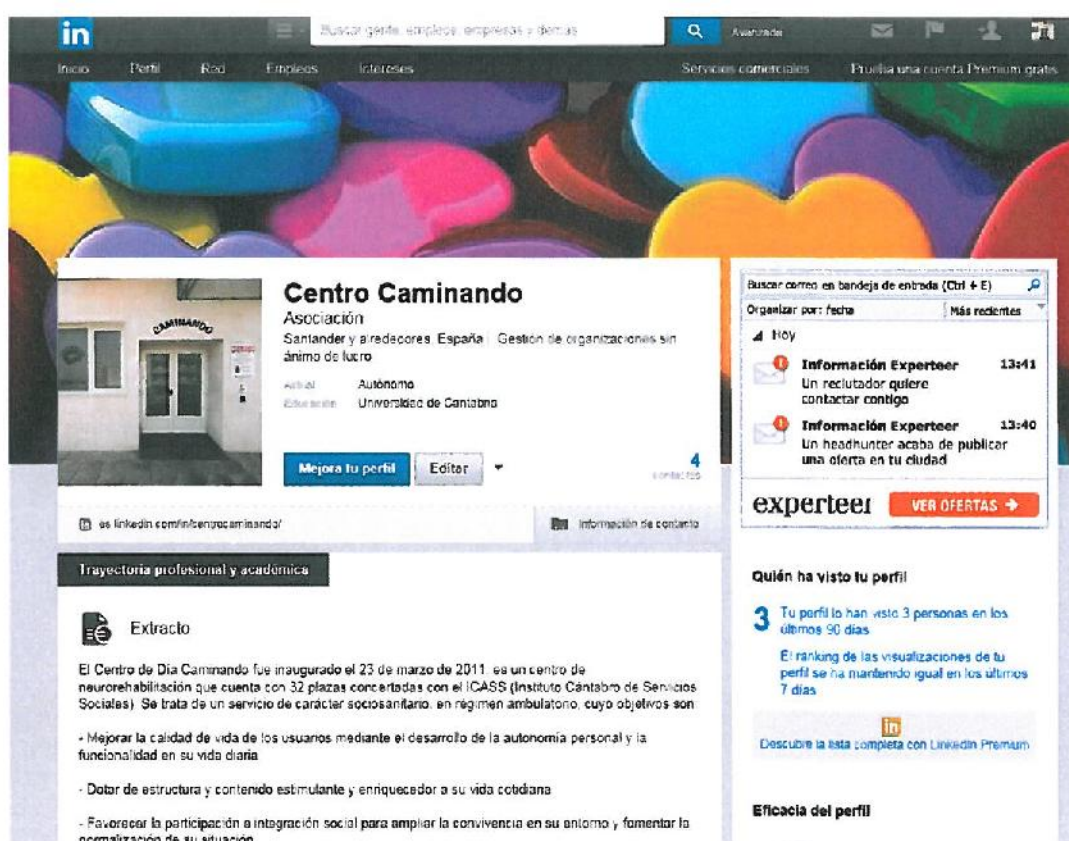 in
Buscar gente, empleos, empresas y demás
Avanzada
Inicio Perfil Red Empleos Intereses
Servicios comerciales Prueba una cuenta Premium gratis
CAMINANDO
Centro Caminando
Asociación
Santander y alrededores, España Gestión de organizaciones sin
ánimo de lucro
Actual Autónomo
Educación Universidad de Cantabria
Mejora tu perfil Editar
4
contactos
es.linkedin.com/in/centrocaminando/
Información de contacto
Trayectoria profesional y académica
Extracto
El Centro de Día Caminando fue inaugurado el 23 de marzo de 2011, es un centro de
neurorehabilitación que cuenta con 32 plazas concertadas con el ICASS (Instituto Cántabro de Servicios
Sociales). Se trata de un servicio de carácter sociosanitario, en régimen ambulatorio, cuyo objetivos son
- Mejorar la calidad de vida de los usuarios mediante el desarrollo de la autonomía personal y la
funcionalidad en su vida diaria
- Dotar de estructura y contenido estimulante y enriquecedor a su vida cotidiana
- Favorecer la participación e integración social para ampliar la convivencia en su entorno y fomentar la
normalización de su situación
Buscar correo en bandeja de entrada (Ctrl + E)
Organizar por: fecha Más recientes
Hoy
Información Experteer 13:41
Un reclutador quiere
contactar contigo
Información Experteer 13:40
Un headhunter acaba de publicar
una oferta en tu ciudad
experteer VER OFERTAS
Quién ha visto tu perfil
3 Tu perfil lo han visto 3 personas en los
últimos 90 días
El ranking de las visualizaciones de tu
perfil se ha mantenido igual en los últimos
7 días
in
Descubre la lista completa con LinkedIn Premium
Eficacia del perfil